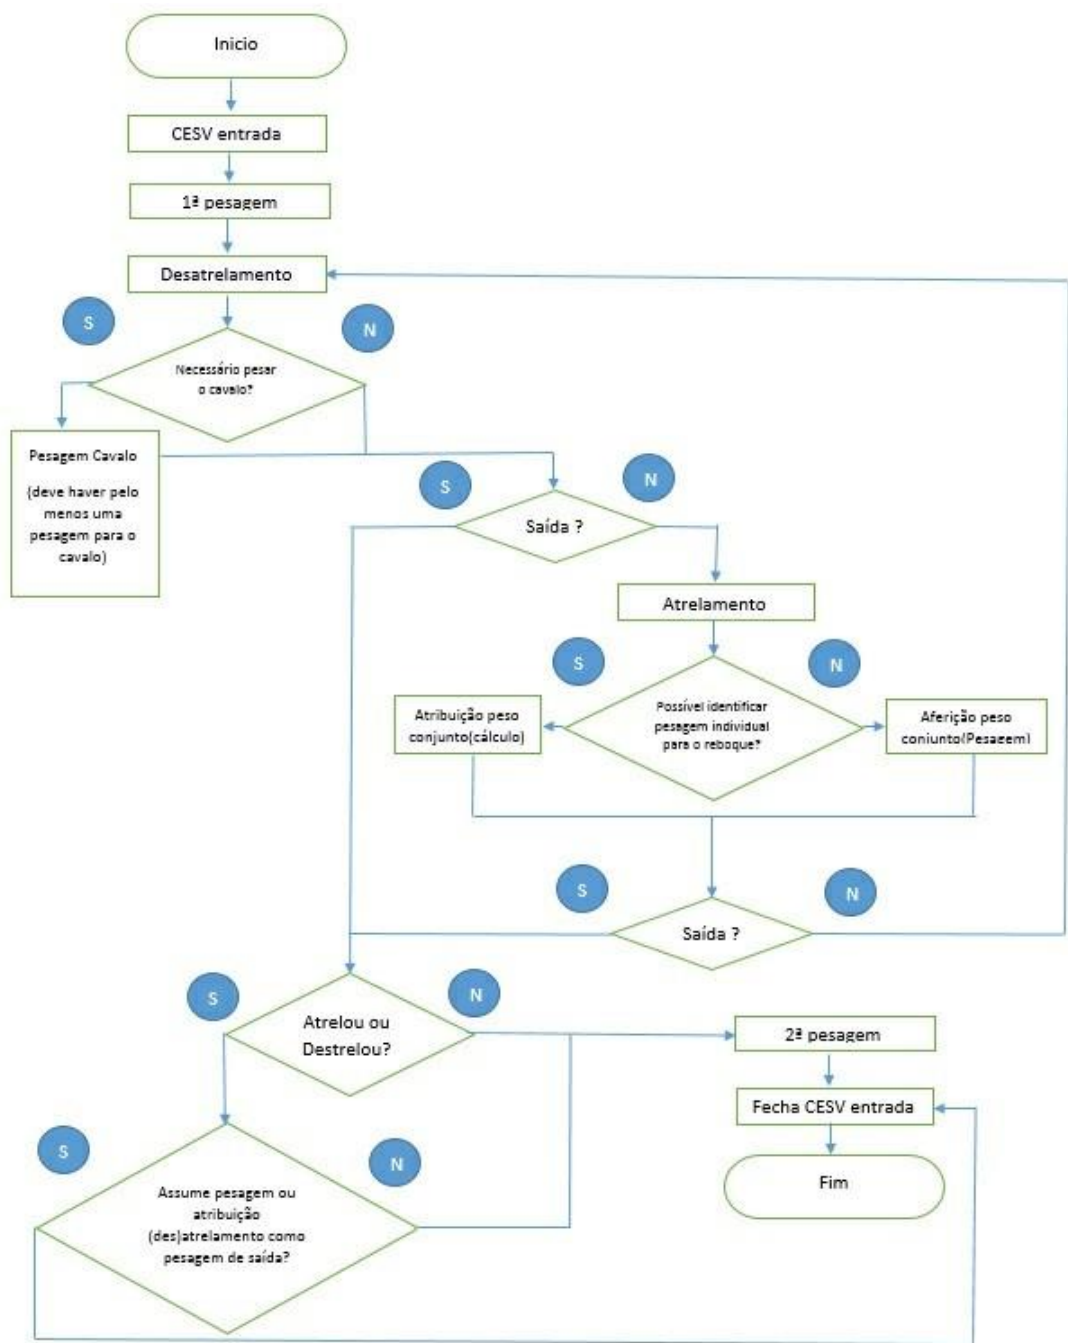 Inicio
CESV entrada
1ª pesagem
Desatrelamento
S
N
Necessário pesar
o cavalo?
Pesagem Cavalo
(deve haver pelo
menos uma
pesagem para o
cavalo)
S
N
Saída ?
Atrelamento
S
N
Possível identificar
pesagem individual
para o reboque?
Atribuição peso
conjunto(cálculo)
Aferição peso
conjunto(Pesagem)
S
N
Saída ?
S
N
Atrelou ou
Destrelou?
2ª pesagem
Fecha CESV entrada
S
N
Assume pesagem ou
atribuição
(des)atrelamento como
pesagem de saída?
Fim